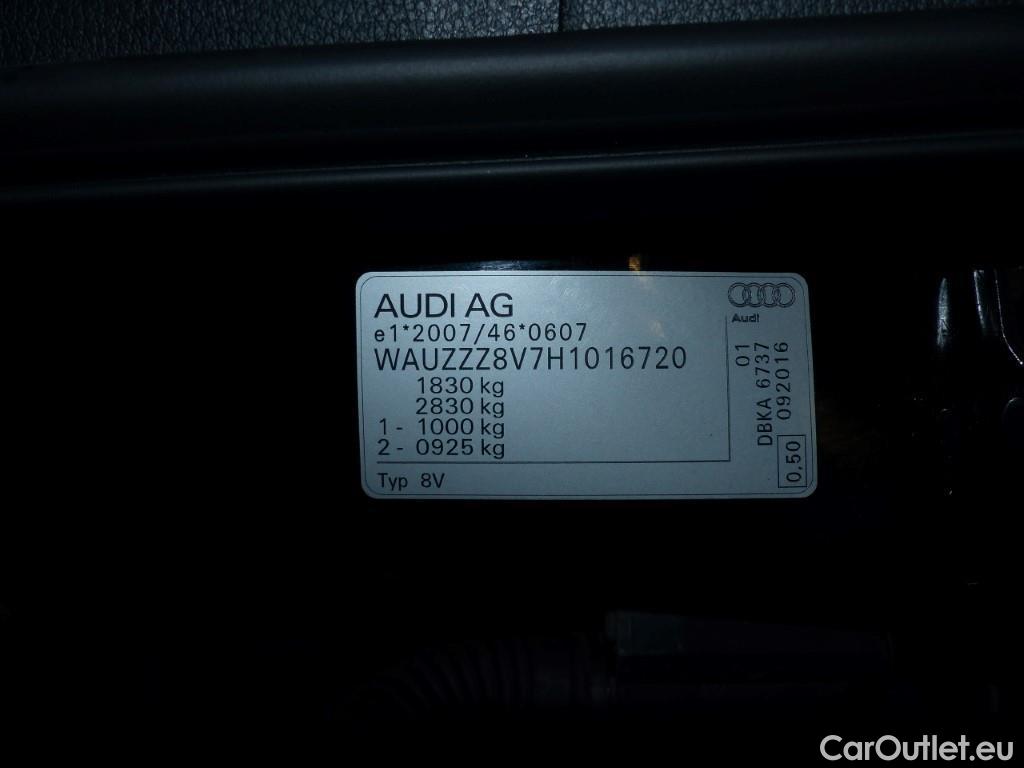 AUDI AG
e1*2007/46*0607
WAUZZZ8V7H1016720
1830 kg
2830 kg
1 - 1000 kg
2 - 0925 kg
Typ 8V
Audi
01
DBKA 6737
092016
0,50
CarOutlet.eu